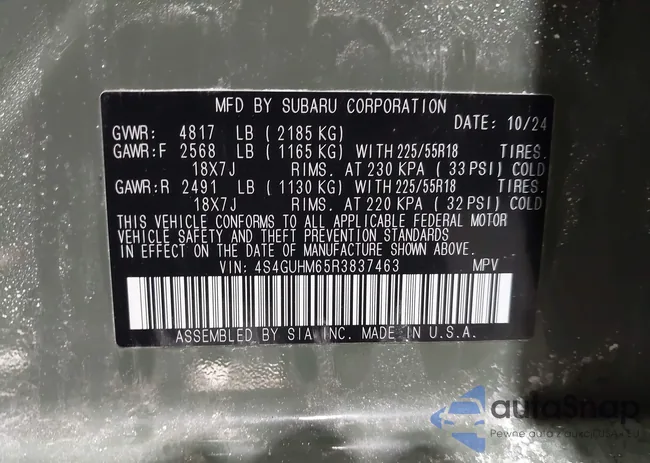 MFD BY SUBARU CORPORATION
DATE: 10/24
GVWR: 4817 LB (2185 KG)
GAWR:F 2568 LB (1165 KG) WITH 225/55R18 TIRES.
18X7J RIMS. AT 230 KPA (33 PSI) COLD
GAWR:R 2491 LB (1130 KG) WITH 225/55R18 TIRES.
18X7J RIMS. AT 220 KPA (32 PSI) COLD
THIS VEHICLE CONFORMS TO ALL APPLICABLE FEDERAL MOTOR
VEHICLE SAFETY AND THEFT PREVENTION STANDARDS
IN EFFECT ON THE DATE OF MANUFACTURE SHOWN ABOVE.
VIN: 4S4GUHM65R3837463 MPV
ASSEMBLED BY SIA INC. MADE IN U.S.A.
autoSnap
Pewne auta z aukcji